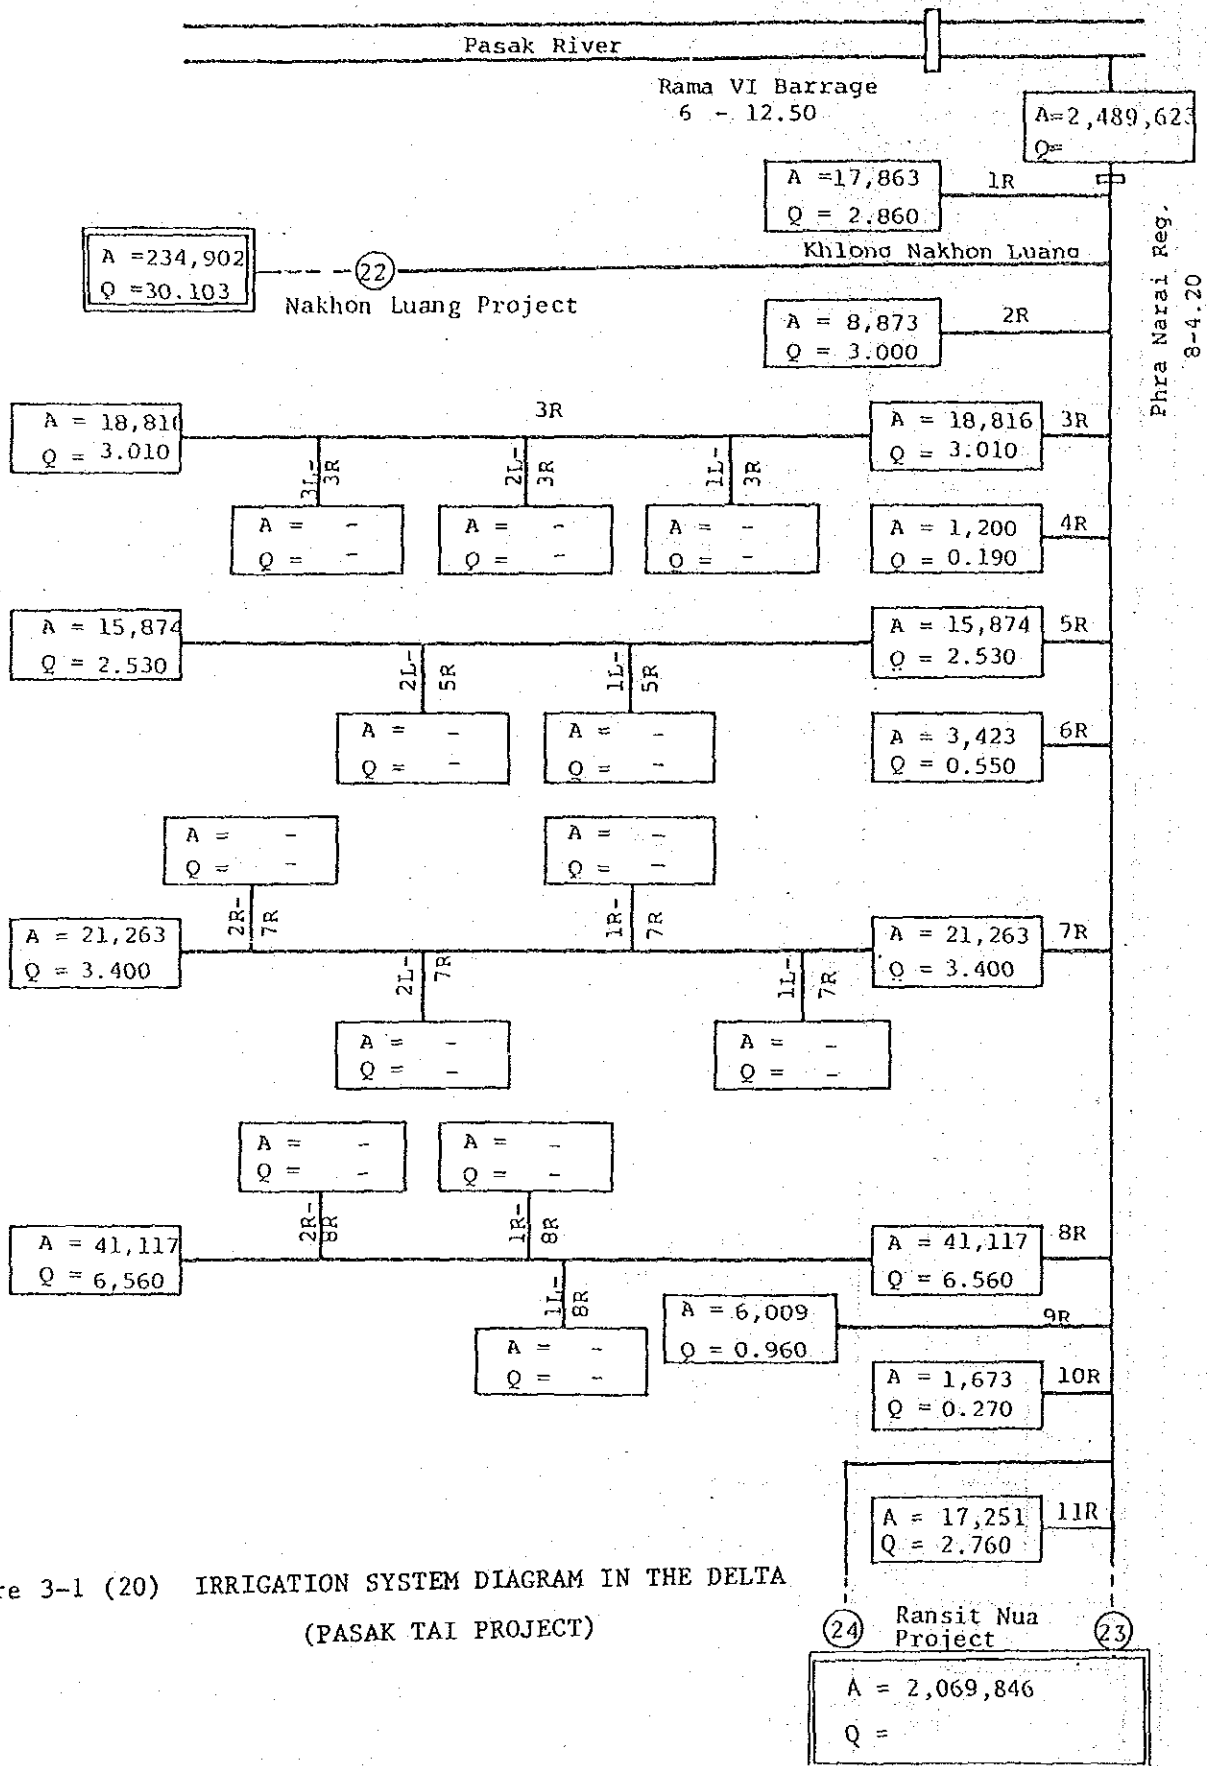 Pasak River
Rama VI Barrage
6 - 12.50
A=2,489,623
Q=
A =17,863
Q = 2.860
1R
Phra Narai Reg.
8-4.20
Khlong Nakhon Luang
A =234,902
Q =30.103
22
Nakhon Luang Project
A = 8,873
Q = 3.000
2R
A = 18,816
Q = 3.010
3R
A = 18,816
Q = 3.010
3R
3L-
3R
2L-
3R
1L-
3R
A = -
Q = -
A = -
Q = -
A = -
Q = -
A = 1,200
Q = 0.190
4R
A = 15,874
Q = 2.530
A = 15,874
Q = 2.530
5R
2L-
5R
1L-
5R
A = -
Q = -
A = -
Q = -
A = 3,423
Q = 0.550
6R
A = -
Q = -
A = -
Q = -
2R-
7R
1R-
7R
A = 21,263
Q = 3.400
A = 21,263
Q = 3.400
7R
2L-
7R
1L-
7R
A = -
Q = -
A = -
Q = -
A = -
Q = -
A = -
Q = -
2R-
8R
1R-
8R
A = 41,117
Q = 6,560
A = 41,117
Q = 6.560
8R
1L-
8R
A = -
Q = -
A = 6,009
Q = 0.960
9R
A = 1,673
Q = 0.270
10R
A = 17,251
Q = 2.760
11R
re 3-1 (20) IRRIGATION SYSTEM DIAGRAM IN THE DELTA
(PASAK TAI PROJECT)
24
Ransit Nua
Project
23
A = 2,069,846
Q =